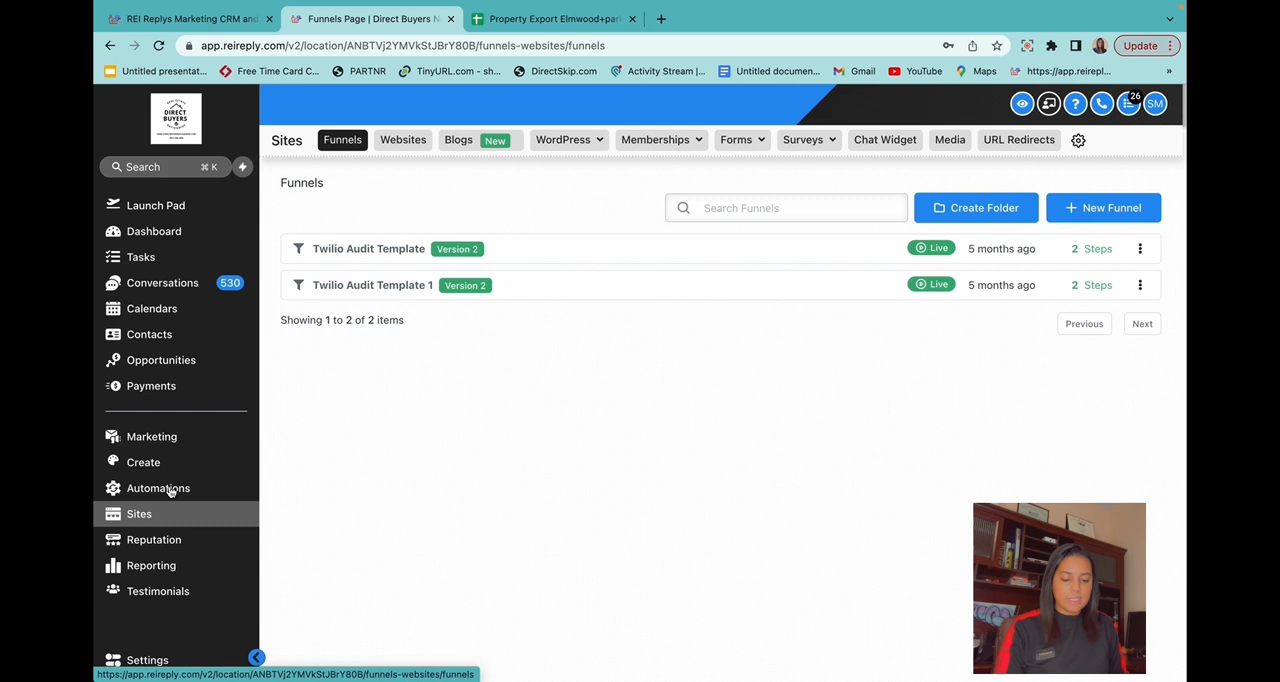 REI Replys Marketing CRM and
Funnels Page | Direct Buyers N
Property Export Elmwood+park
app.reireply.com/v2/location/ANBTVj2YMVkStJBrY80B/funnels-websites/funnels
Update
Untitled presentat...
Free Time Card C...
PARTNR
TinyURL.com - sh...
DirectSkip.com
Activity Stream |...
Untitled documen...
Gmail
YouTube
Maps
https://app.reirepl...
»
DIRECT
BUYERS
26
SM
Search
⌘ K
Sites
Funnels
Websites
Blogs
New
WordPress
Memberships
Forms
Surveys
Chat Widget
Media
URL Redirects
Launch Pad
Dashboard
Tasks
Conversations
530
Calendars
Contacts
Opportunities
Payments
Marketing
Create
Automations
Sites
Reputation
Reporting
Testimonials
Settings
Funnels
Search Funnels
Create Folder
+ New Funnel
Twilio Audit Template
Version 2
Live
5 months ago
2 Steps
Twilio Audit Template 1
Version 2
Live
5 months ago
2 Steps
Showing 1 to 2 of 2 items
Previous
Next
https://app.reireply.com/v2/location/ANBTVj2YMVkStJBrY80B/funnels-websites/funnels